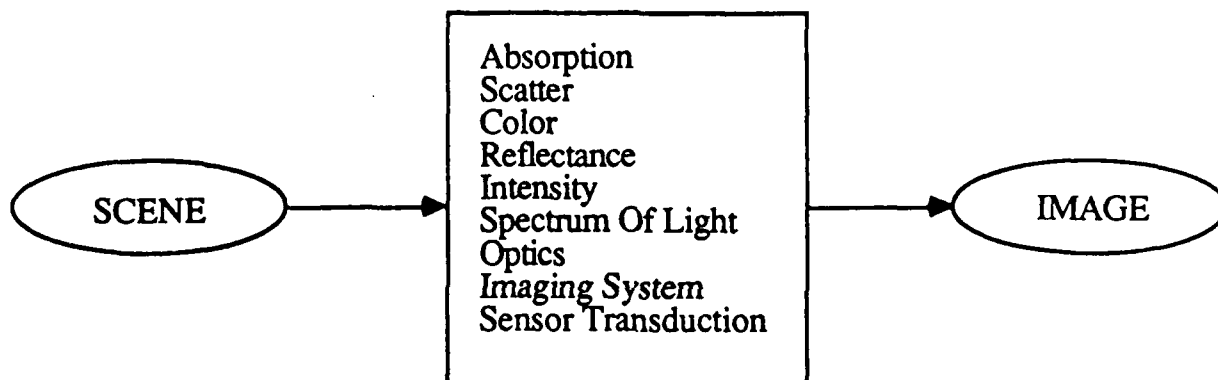 SCENE
Absorption
Scatter
Color
Reflectance
Intensity
Spectrum Of Light
Optics
Imaging System
Sensor Transduction
IMAGE